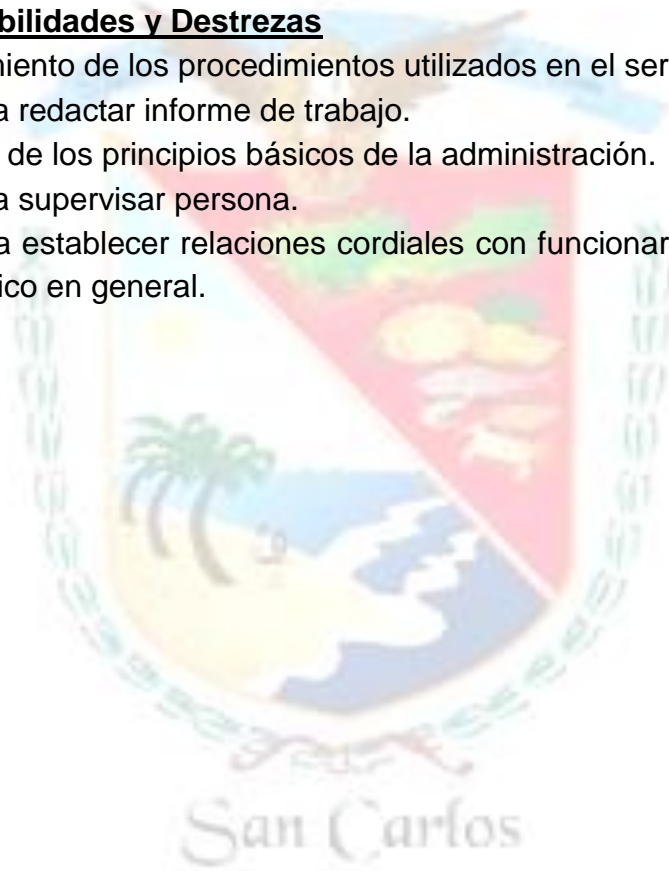 bilidades y Destrezas
miento de los procedimientos utilizados en el ser
a redactar informe de trabajo.
de los principios básicos de la administración.
a supervisar persona.
a establecer relaciones cordiales con funcionar
ico en general.
San Carlos